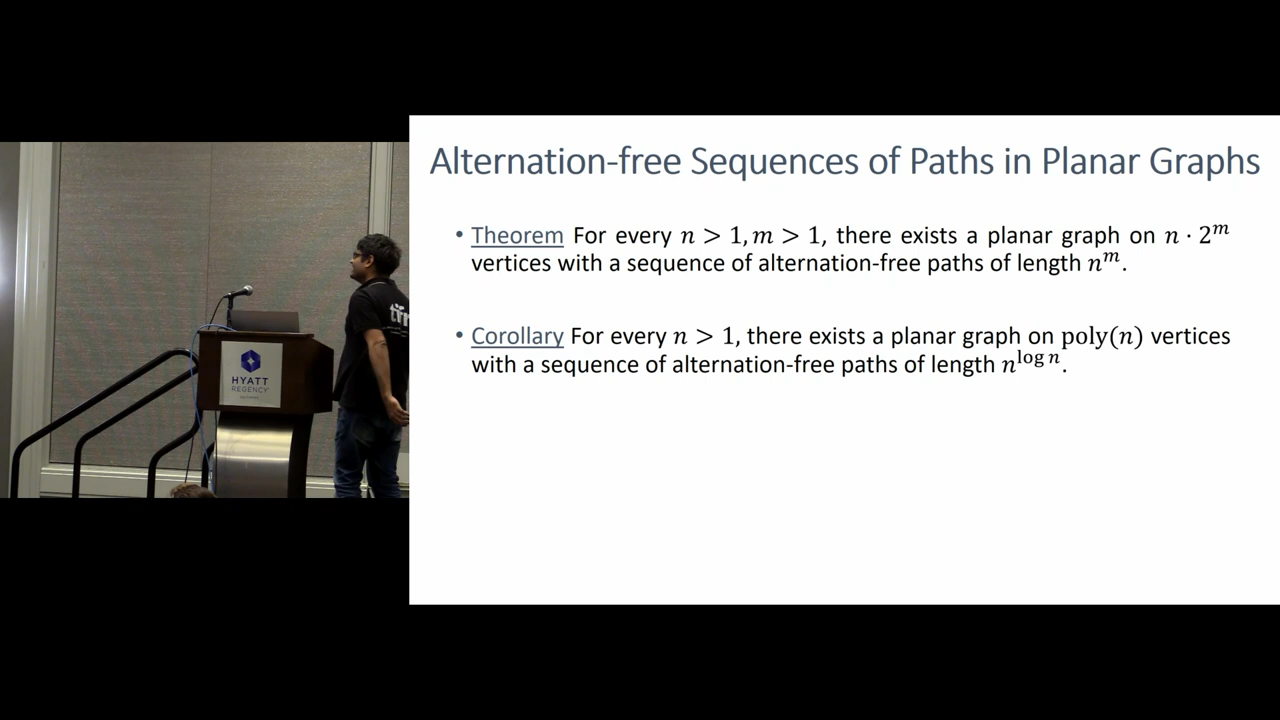 Alternation-free Sequences of Paths in Planar Graphs
• Theorem For every n > 1, m > 1, there exists a planar graph on n · 2^m
vertices with a sequence of alternation-free paths of length n^m.
• Corollary For every n > 1, there exists a planar graph on poly(n) vertices
with a sequence of alternation-free paths of length n^{log n}.
HYATT
REGENCY
tifr